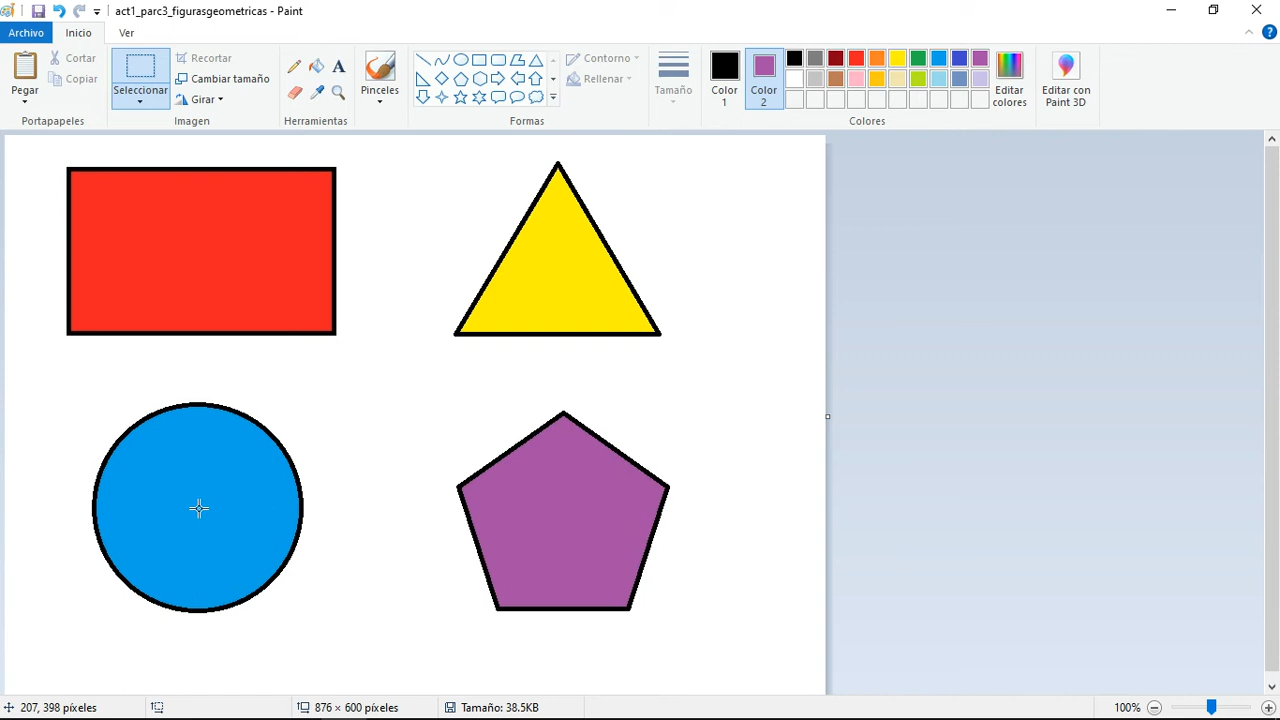 act1_parc3_figurasgeometricas - Paint
Archivo
Inicio
Ver
Pegar
Cortar
Copiar
Portapapeles
Seleccionar
Recortar
Cambiar tamaño
Girar
Imagen
A
Herramientas
Pinceles
Contorno
Rellenar
Formas
Tamaño
Color 1
Color 2
Editar colores
Colores
Editar con Paint 3D
207, 398 píxeles
876 × 600 píxeles
Tamaño: 38.5KB
100%